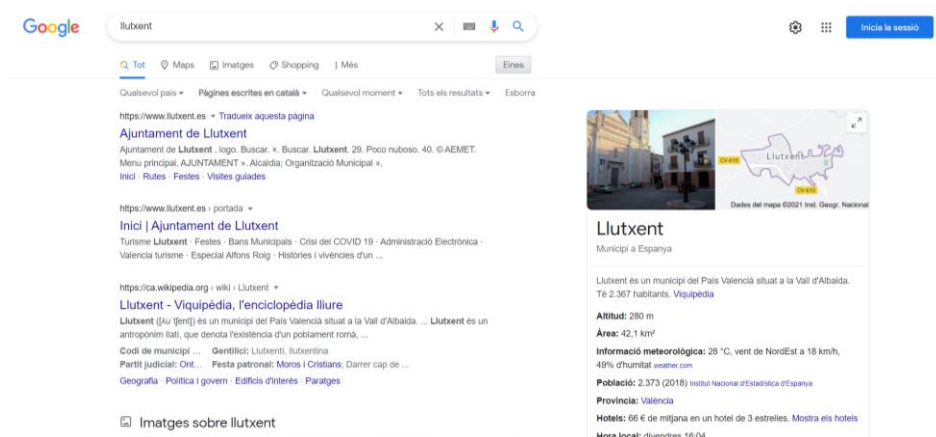 Google
llutxent
Inicia la sessió
Tot Maps Imatges Shopping Més Eines
Qualsevol país Pàgines escrites en català Qualsevol moment Tots els resultats Esborra
https://www.llutxent.es Tradueix aquesta pàgina
Ajuntament de Llutxent
Ajuntament de Llutxent , logo. Buscar. ×. Buscar. Llutxent. 29. Poco nuboso. 40. © AEMET.
Menu principal. AJUNTAMENT ». Alcaldia; Organització Municipal ».
Inici · Rutes · Festes · Visites guiades
https://www.llutxent.es › portada
Inici | Ajuntament de Llutxent
Turisme Llutxent · Festes · Bans Municipals · Crisi del COVID 19 · Administració Electrònica ·
Valencia turisme · Especial Alfons Roig · Històries i vivències d'un ...
https://ca.wikipedia.org › wiki › Llutxent
Llutxent - Viquipèdia, l'enciclopèdia lliure
Llutxent ([ʎuˈtʃent]) és un municipi del País Valencià situat a la Vall d'Albaida. ... Llutxent és un
antropònim llatí, que denota l'existència d'un poblament romà, ...
Codi de municipi ... Gentilici: Llutxentí, llutxentina
Partit judicial: Ont... Festa patronal: Moros i Cristians; Darrer cap de ...
Geografia · Política i govern · Edificis d'interès · Paratges
Imatges sobre llutxent
Llutxent
CV-610
CV-610
Dades del mapa ©2021 Inst. Geogr. Nacional
Llutxent
Municipi a Espanya
Llutxent és un municipi del País Valencià situat a la Vall d'Albaida.
Té 2.367 habitants. Viquipèdia
Altitud: 280 m
Àrea: 42,1 km²
Informació meteorològica: 28 °C, vent de NordEst a 18 km/h,
49% d'humitat weather.com
Població: 2.373 (2018) Institut Nacional d'Estadística d'Espanya
Província: València
Hotels: 66 € de mitjana en un hotel de 3 estrelles. Mostra els hotels
Hora local: divendres 16:04